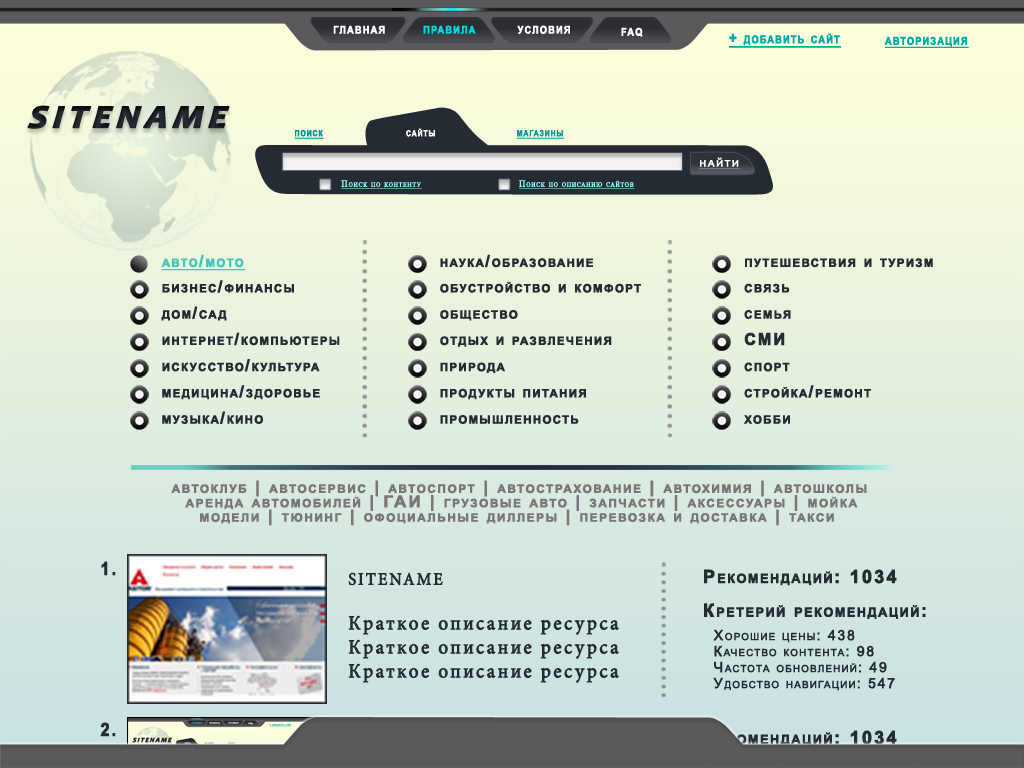 ГЛАВНАЯ ПРАВИЛА УСЛОВИЯ FAQ
+ ДОБАВИТЬ САЙТ АВТОРИЗАЦИЯ
SITENAME
ПОИСК САЙТЫ МАГАЗИНЫ
НАЙТИ
Поиск по контенту Поиск по описанию сайтов
АВТО/МОТО
БИЗНЕС/ФИНАНСЫ
ДОМ/САД
ИНТЕРНЕТ/КОМПЬЮТЕРЫ
ИСКУССТВО/КУЛЬТУРА
МЕДИЦИНА/ЗДОРОВЬЕ
МУЗЫКА/КИНО
НАУКА/ОБРАЗОВАНИЕ
ОБУСТРОЙСТВО И КОМФОРТ
ОБЩЕСТВО
ОТДЫХ И РАЗВЛЕЧЕНИЯ
ПРИРОДА
ПРОДУКТЫ ПИТАНИЯ
ПРОМЫШЛЕННОСТЬ
ПУТЕШЕВСТВИЯ И ТУРИЗМ
СВЯЗЬ
СЕМЬЯ
СМИ
СПОРТ
СТРОЙКА/РЕМОНТ
ХОББИ
АВТОКЛУБ | АВТОСЕРВИС | АВТОСПОРТ | АВТОСТРАХОВАНИЕ | АВТОХИМИЯ | АВТОШКОЛЫ
АРЕНДА АВТОМОБИЛЕЙ | ГАИ | ГРУЗОВЫЕ АВТО | ЗАПЧАСТИ | АКСЕССУАРЫ | МОЙКА
МОДЕЛИ | ТЮНИНГ | ОФОЦИАЛЬНЫЕ ДИЛЛЕРЫ | ПЕРЕВОЗКА И ДОСТАВКА | ТАКСИ
1.
SITENAME
Краткое описание ресурса
Краткое описание ресурса
Краткое описание ресурса
Рекомендаций: 1034
Кретерий рекомендаций:
Хорошие цены: 438
Качество контента: 98
Частота обновлений: 49
Удобство навигации: 547
2.
SITENAME
омендаций: 1034